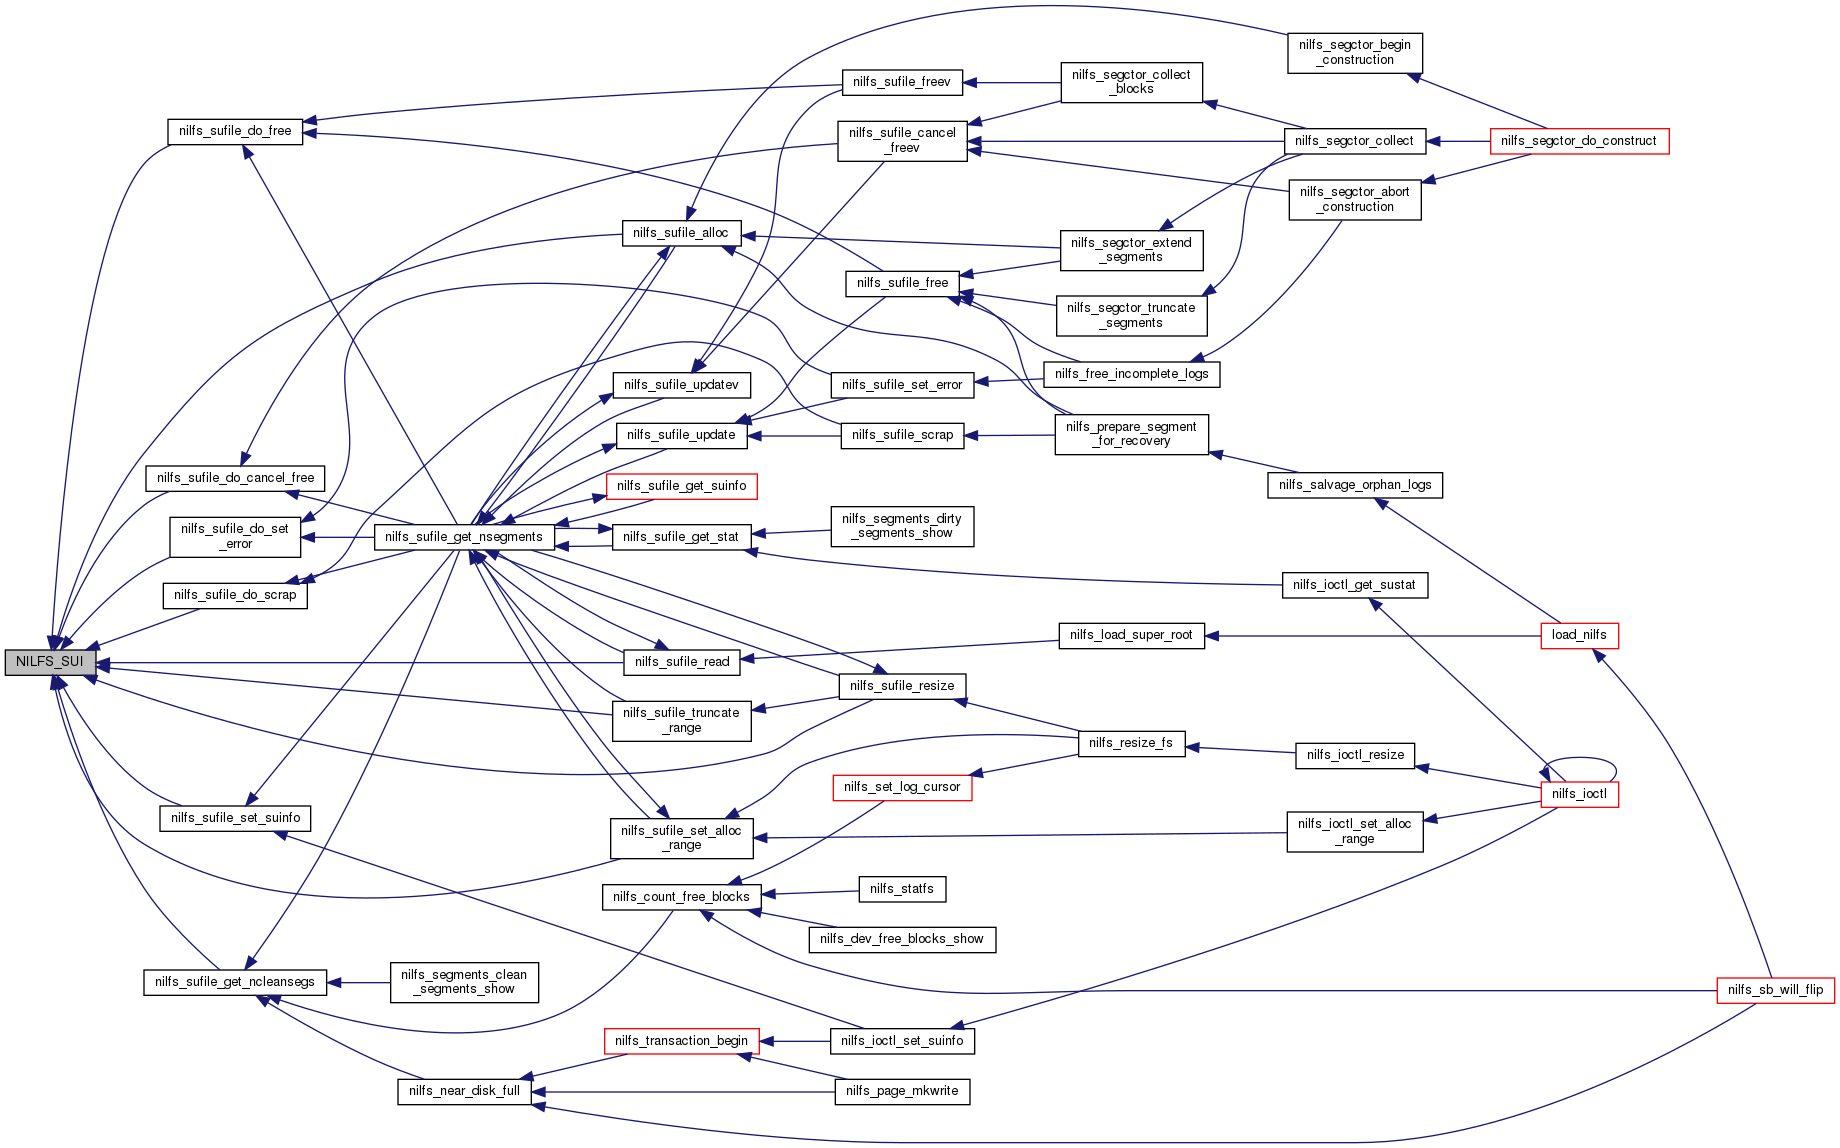 nilfs_segctor_begin
_construction
nilfs_sufile_freev
nilfs_segctor_collect
_blocks
nilfs_sufile_do_free
nilfs_sufile_cancel
_freev
nilfs_segctor_collect
nilfs_segctor_do_construct
nilfs_segctor_abort
_construction
nilfs_sufile_alloc
nilfs_segctor_extend
_segments
nilfs_sufile_free
nilfs_segctor_truncate
_segments
nilfs_free_incomplete_logs
nilfs_sufile_updatev
nilfs_sufile_set_error
nilfs_prepare_segment
_for_recovery
nilfs_sufile_update
nilfs_sufile_scrap
nilfs_sufile_do_cancel_free
nilfs_sufile_get_suinfo
nilfs_salvage_orphan_logs
nilfs_sufile_do_set
_error
nilfs_sufile_get_nsegments
nilfs_sufile_get_stat
nilfs_segments_dirty
_segments_show
nilfs_sufile_do_scrap
nilfs_ioctl_get_sustat
nilfs_load_super_root
load_nilfs
NILFS_SUI
nilfs_sufile_read
nilfs_sufile_resize
nilfs_sufile_truncate
_range
nilfs_resize_fs
nilfs_ioctl_resize
nilfs_set_log_cursor
nilfs_ioctl
nilfs_sufile_set_suinfo
nilfs_sufile_set_alloc
_range
nilfs_ioctl_set_alloc
_range
nilfs_count_free_blocks
nilfs_statfs
nilfs_dev_free_blocks_show
nilfs_sufile_get_ncleansegs
nilfs_segments_clean
_segments_show
nilfs_sb_will_flip
nilfs_transaction_begin
nilfs_ioctl_set_suinfo
nilfs_near_disk_full
nilfs_page_mkwrite